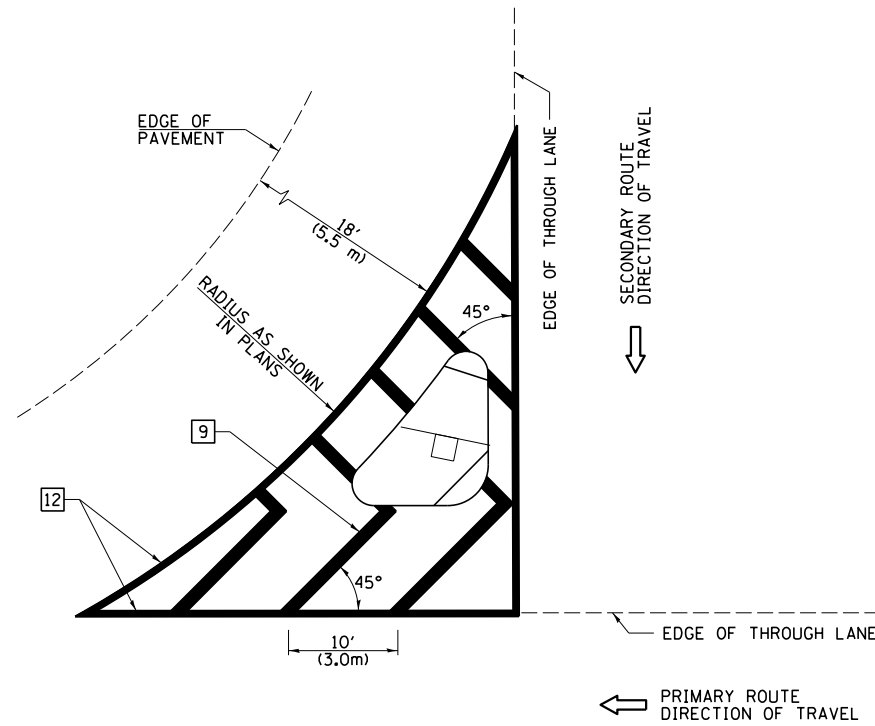 EDGE OF
PAVEMENT
18'
(5.5 m)
RADIUS AS SHOWN
IN PLANS
EDGE OF THROUGH LANE
SECONDARY ROUTE
DIRECTION OF TRAVEL
45°
9
12
45°
10'
(3.0m)
EDGE OF THROUGH LANE
PRIMARY ROUTE
DIRECTION OF TRAVEL